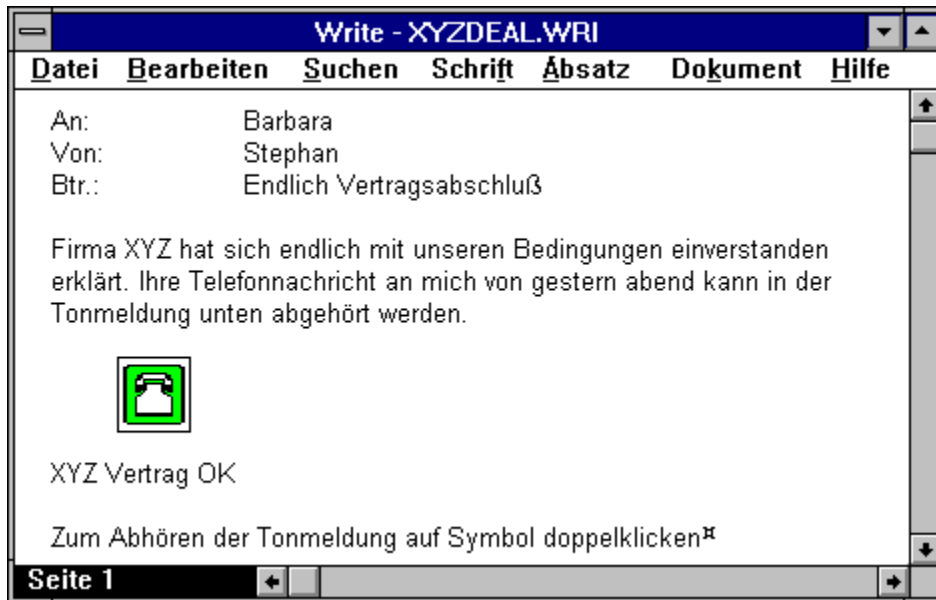 Write - XYZDEAL.WRI
Datei Bearbeiten Suchen Schrift Absatz Dokument Hilfe
An: Barbara
Von: Stephan
Btr.: Endlich Vertragsabschluß
Firma XYZ hat sich endlich mit unseren Bedingungen einverstanden
erklärt. Ihre Telefonnachricht an mich von gestern abend kann in der
Tonmeldung unten abgehört werden.
XYZ Vertrag OK
Zum Abhören der Tonmeldung auf Symbol doppelklicken¤
Seite 1